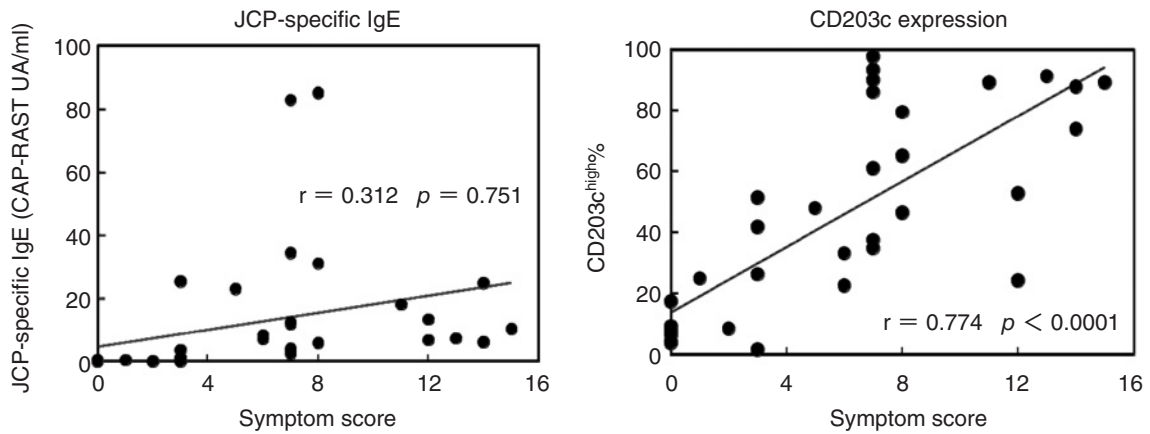 JCP-specific IgE
JCP-specific IgE (CAP-RAST UA/ml)
100
80
60
40
20
0
r = 0.312 p = 0.751
0 4 8 12 16
Symptom score
CD203c expression
CD203c^high%
100
80
60
40
20
0
r = 0.774 p < 0.0001
0 4 8 12 16
Symptom score